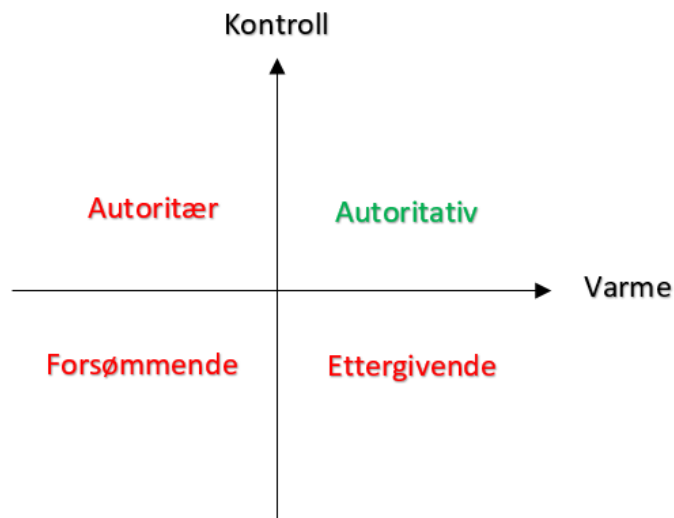 Kontroll
Autoritær
Autoritativ
Varme
Forsømmende
Ettergivende